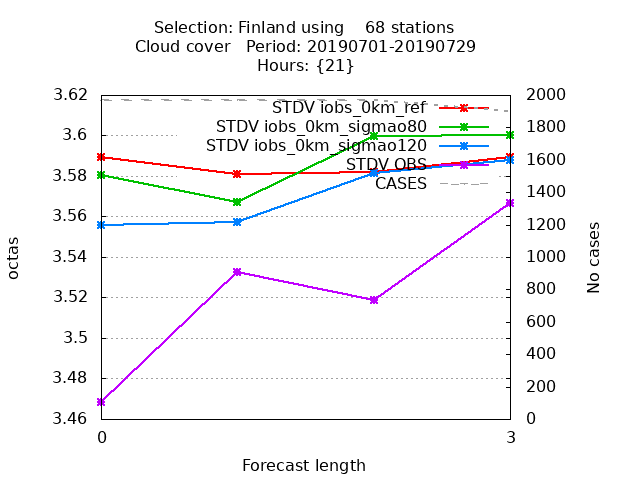 Selection: Finland using 68 stations
Cloud cover Period: 20190701-20190729
Hours: {21}
3.62
3.6
3.58
3.56
3.54
3.52
3.5
3.48
3.46
octas
STDV iobs_0km_ref
STDV iobs_0km_sigmao80
STDV iobs_0km_sigmao120
STDV OBS
CASES
2000
1800
1600
1400
1200
1000
800
600
400
200
0
No cases
0
3
Forecast length